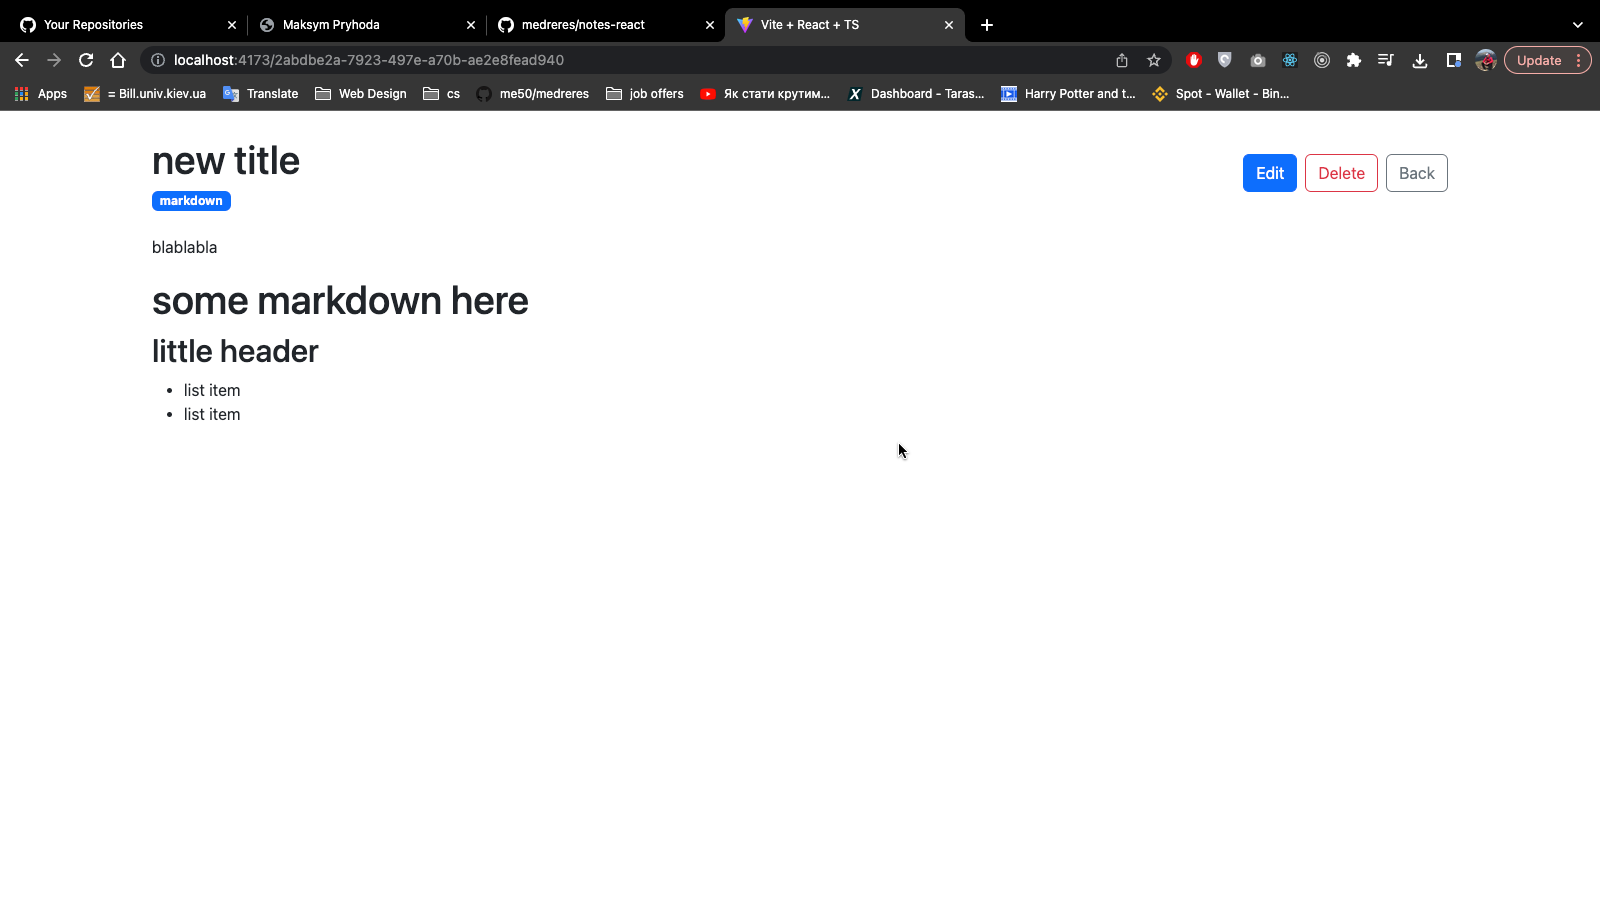 Your Repositories
Maksym Pryhoda
medreres/notes-react
Vite + React + TS
localhost:4173/2abdbe2a-7923-497e-a70b-ae2e8fead940
Update
Apps
= Bill.univ.kiev.ua
Translate
Web Design
cs
me50/medreres
job offers
Як стати крутим...
Dashboard - Taras...
Harry Potter and t...
Spot - Wallet - Bin...
new title
Edit
Delete
Back
markdown
blablabla
some markdown here
little header
• list item
• list item